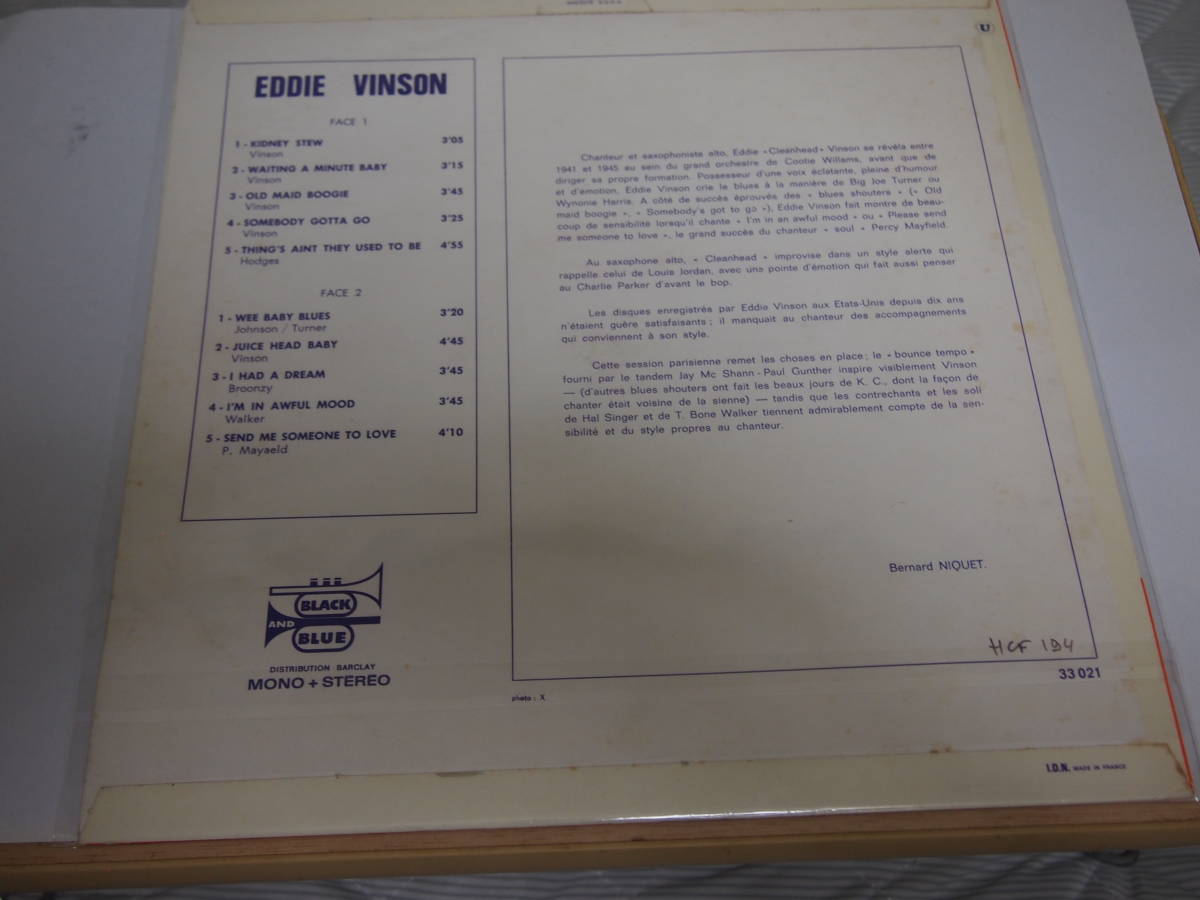 U
EDDIE VINSON
FACE 1
1 - KIDNEY STEW 3'05
Vinson
2 - WAITING A MINUTE BABY 3'15
Vinson
3 - OLD MAID BOOGIE 3'45
Vinson
4 - SOMEBODY GOTTA GO 3'25
Vinson
5 - THING'S AINT THEY USED TO BE 4'55
Hodges
FACE 2
1 - WEE BABY BLUES 3'20
Johnson / Turner
2 - JUICE HEAD BABY 4'45
Vinson
3 - I HAD A DREAM 3'45
Broonzy
4 - I'M IN AWFUL MOOD 3'45
Walker
5 - SEND ME SOMEONE TO LOVE 4'10
P. Mayaeld
BLACK
AND
BLUE
DISTRIBUTION BARCLAY
MONO + STEREO
Chanteur et saxophoniste alto, Eddie «Cleanhead» Vinson se révéla entre
1941 et 1945 au sein du grand orchestre de Cootie Willams, avant que de
diriger sa propre formation. Possesseur d'une voix éclatante, pleine d'humour
et d'émotion, Eddie Vinson crie le blues à la manière de Big Joe Turner ou
Wynonie Harris. A côté de succès éprouvés des « blues shouters » (« Old
maid boogie », « Somebody's got to go »), Eddie Vinson fait montre de beau-
coup de sensibilité lorsqu'il chante « I'm in an awful mood » ou « Please send
me someone to love », le grand succès du chanteur « soul » Percy Mayfield.
Au saxophone alto, « Cleanhead » improvise dans un style alerte qui
rappelle celui de Louis Jordan, avec une pointe d'émotion qui fait aussi penser
au Charlie Parker d'avant le bop.
Les disques enregistrés par Eddie Vinson aux Etats-Unis depuis dix ans
n'étaient guère satisfaisants ; il manquait au chanteur des accompagnements
qui conviennent à son style.
Cette session parisienne remet les choses en place ; le « bounce tempo »
fourni par le tandem Jay Mc Shann - Paul Gunther inspire visiblement Vinson
— (d'autres blues shouters ont fait les beaux jours de K. C., dont la façon de
chanter était voisine de la sienne) — tandis que les contrechants et les soli
de Hal Singer et de T. Bone Walker tiennent admirablement compte de la sen-
sibilité et du style propres au chanteur.
Bernard NIQUET.
HCF 194
33 021
photo : X
I.D.N. MADE IN FRANCE